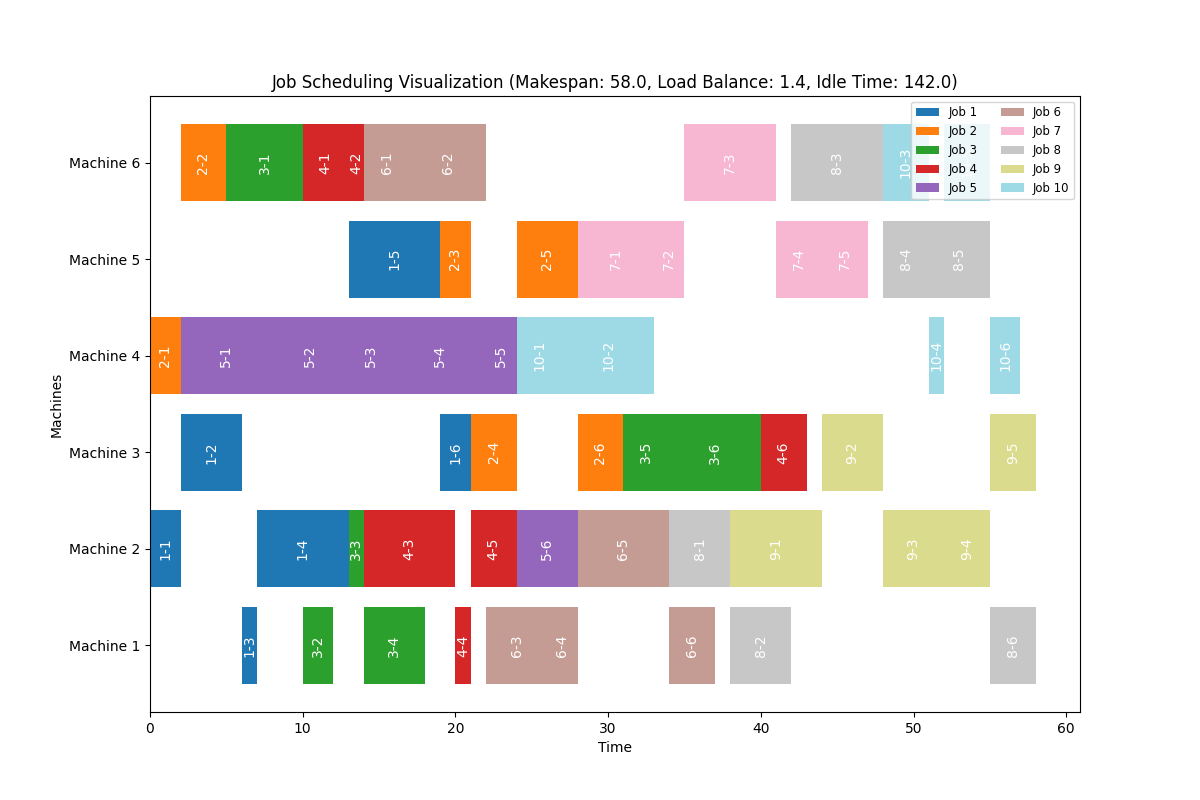 Job Scheduling Visualization (Makespan: 58.0, Load Balance: 1.4, Idle Time: 142.0)
Job 1 Job 6
Job 2 Job 7
Job 3 Job 8
Job 4 Job 9
Job 5 Job 10
Machine 6
2-2 3-1 4-1 4-2 6-1 6-2 7-3 8-3 10-3
Machine 5
1-5 2-3 2-5 7-1 7-2 7-4 7-5 8-4 8-5
Machine 4
2-1 5-1 5-2 5-3 5-4 5-5 10-1 10-2 10-4 10-6
Machine 3
1-2 1-6 2-4 2-6 3-5 3-6 4-6 9-2 9-5
Machine 2
1-1 1-4 3-3 4-3 4-5 5-6 6-5 8-1 9-1 9-3 9-4
Machine 1
1-3 3-2 3-4 4-4 6-3 6-4 6-6 8-2 8-6
Machines
0 10 20 30 40 50 60
Time